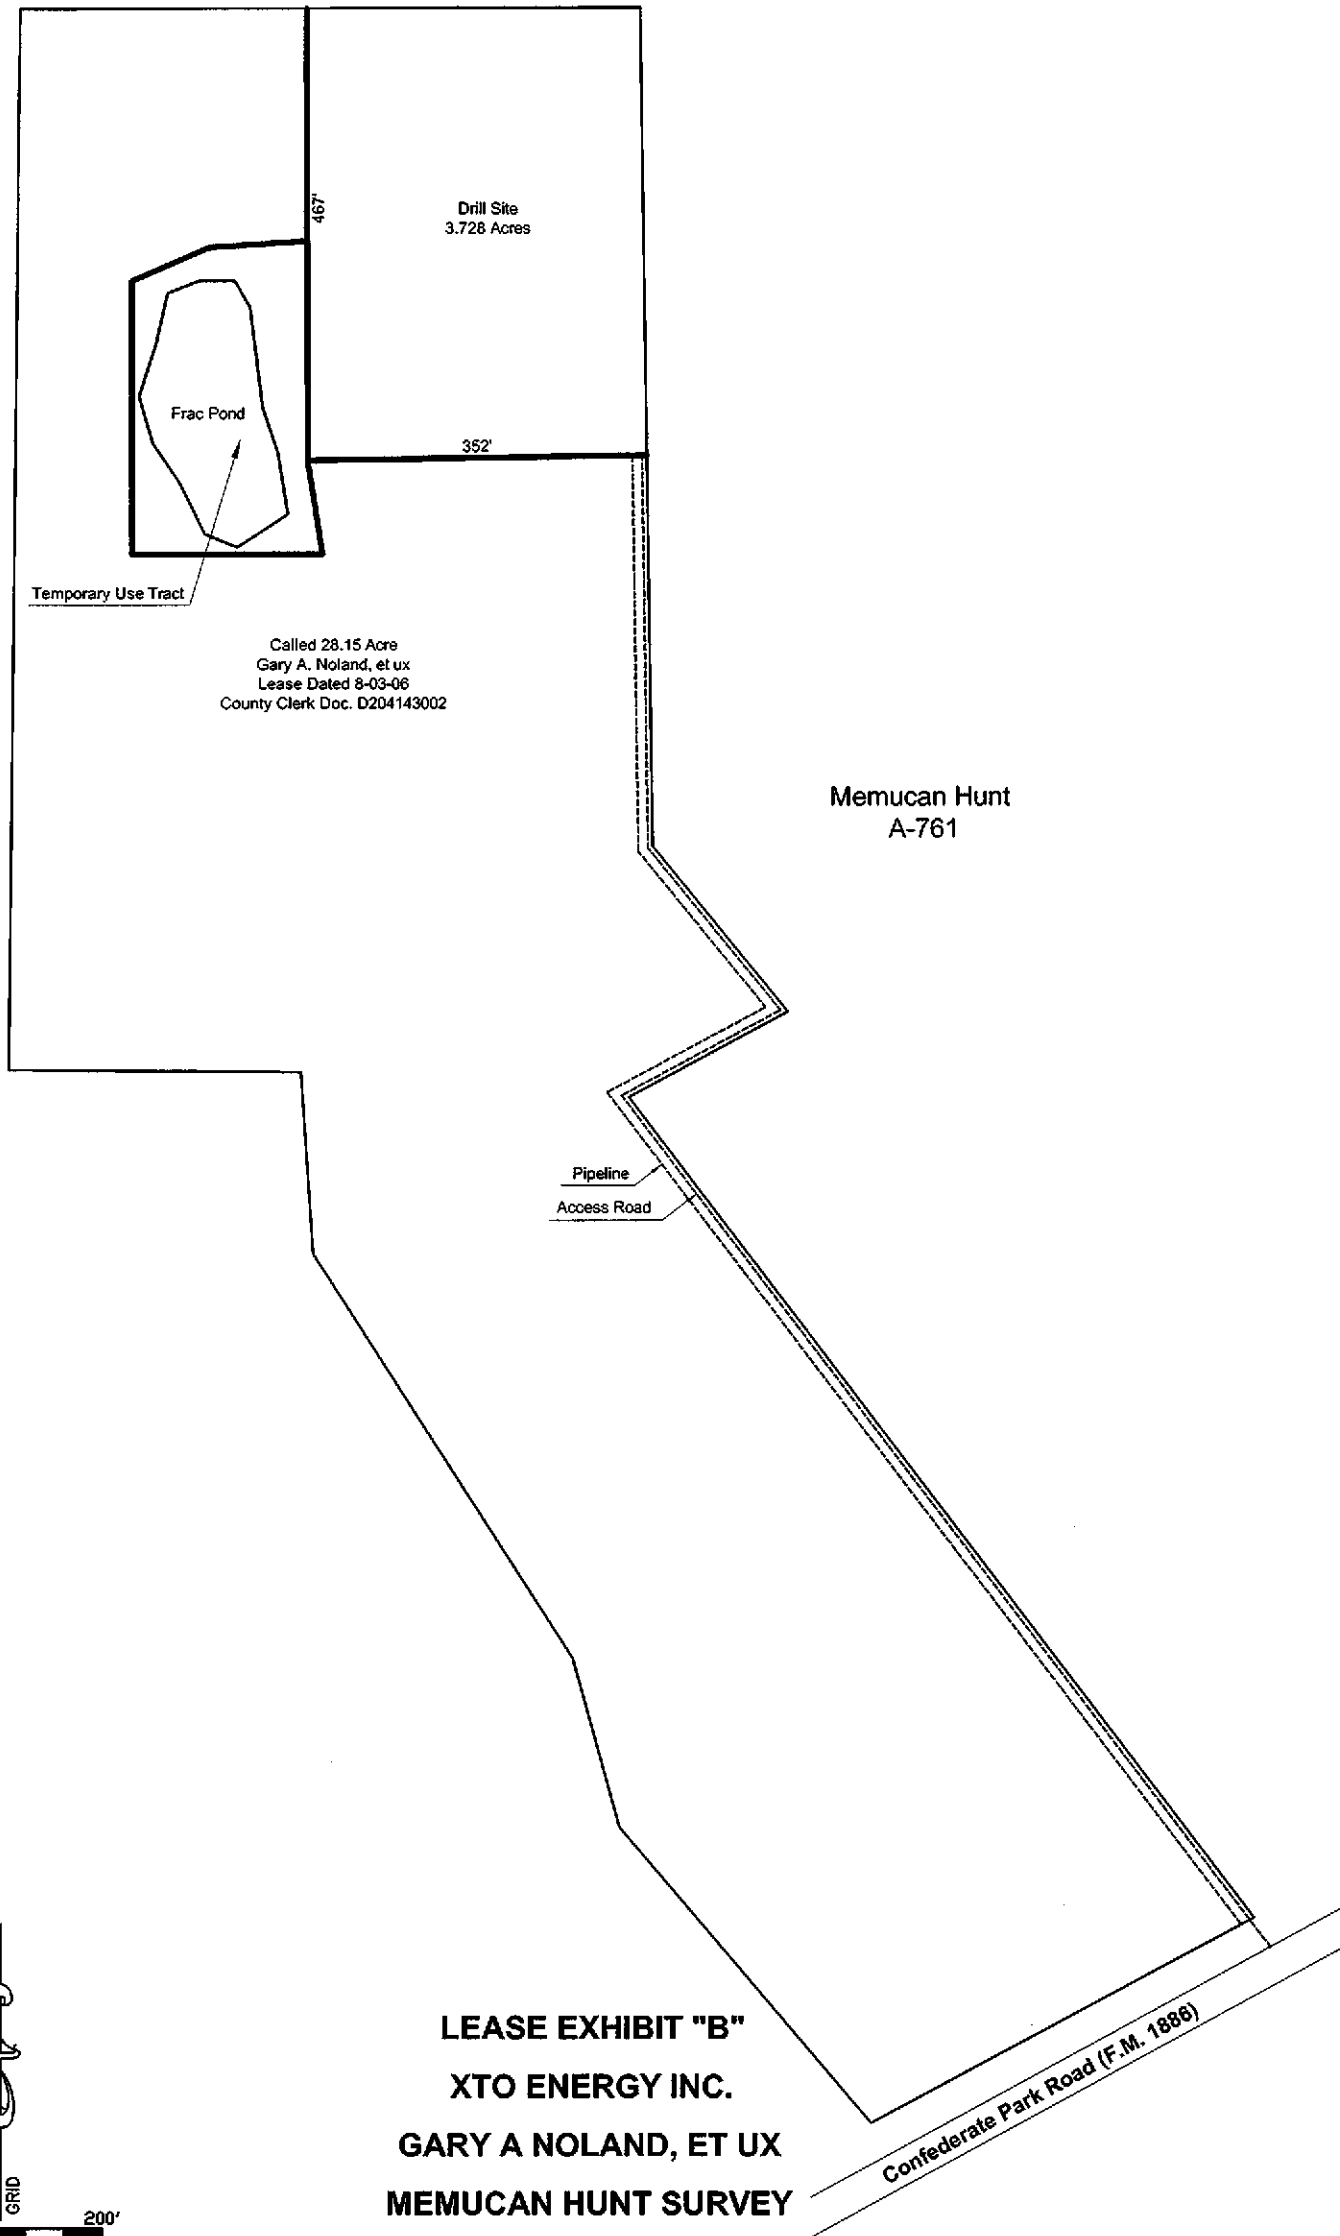 467'
Drill Site
3.728 Acres
Frac Pond
352'
Temporary Use Tract
Called 28.15 Acre
Gary A. Noland, et ux
Lease Dated 8-03-06
County Clerk Doc. D204143002
Memucan Hunt
A-761
Pipeline
Access Road
LEASE EXHIBIT "B"
XTO ENERGY INC.
GARY A NOLAND, ET UX
MEMUCAN HUNT SURVEY
Confederate Park Road (F.M. 1886)
GRID
200'